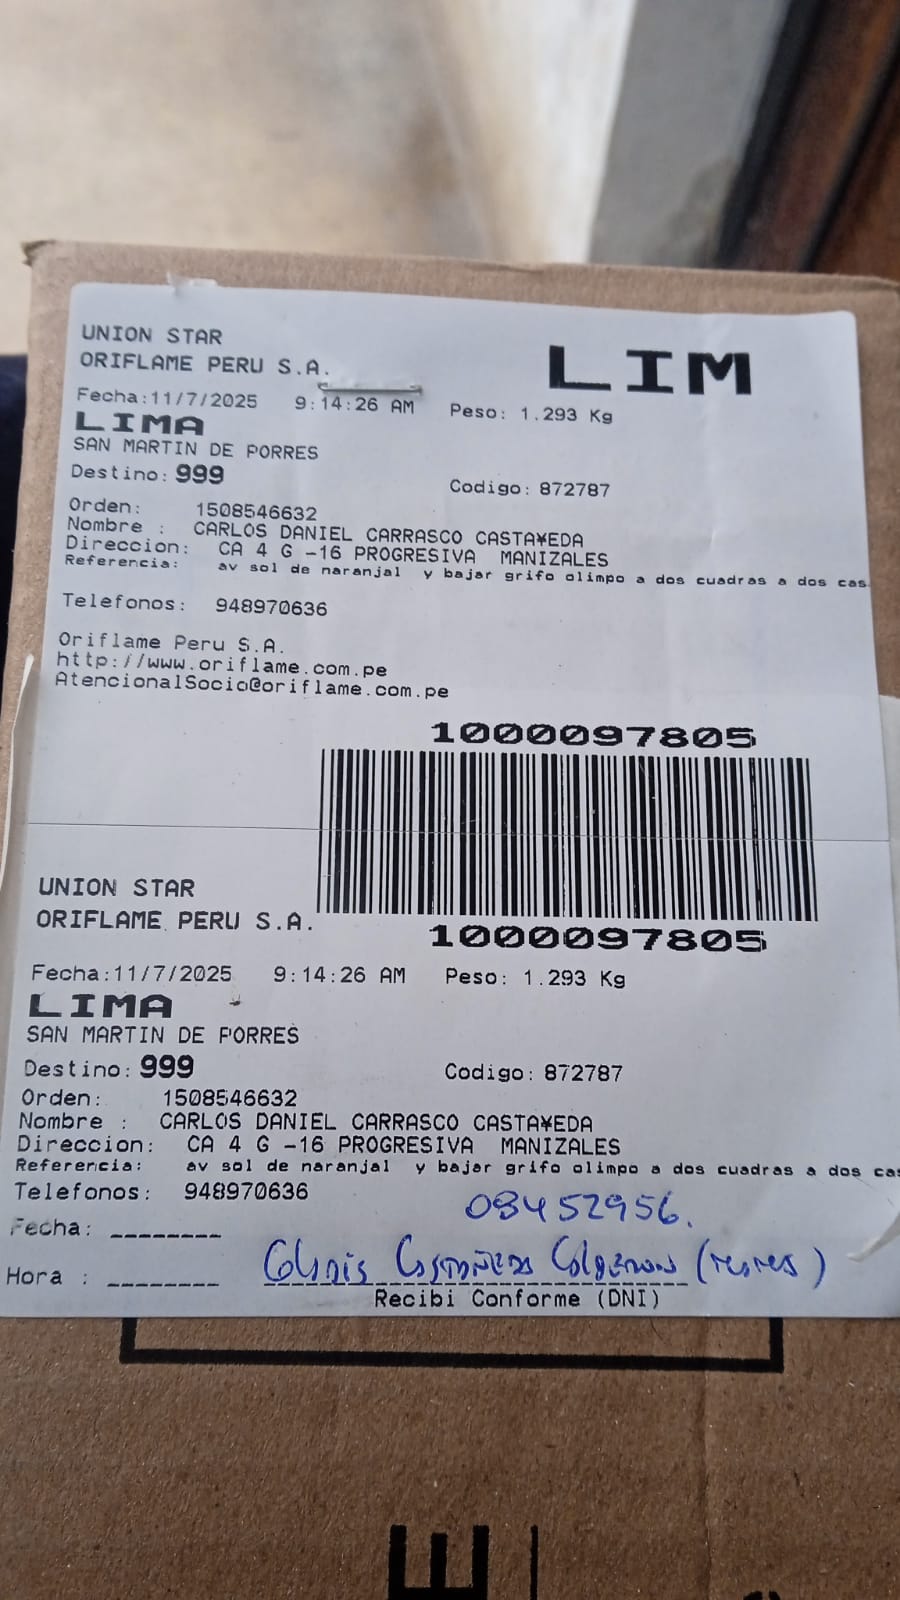 UNION STAR
ORIFLAME PERU S.A.
LIM
Fecha:11/7/2025 9:14:26 AM Peso: 1.293 Kg
LIMA
SAN MARTIN DE PORRES
Destino: 999 Codigo: 872787
Orden: 1508546632
Nombre : CARLOS DANIEL CARRASCO CASTA¥EDA
Direccion: CA 4 G -16 PROGRESIVA MANIZALES
Referencia: av sol de naranjal y bajar grifo olimpo a dos cuadras a dos cas
Telefonos: 948970636
Oriflame Peru S.A.
http://www.oriflame.com.pe
AtencionalSocio@oriflame.com.pe
1000097805
1000097805
UNION STAR
ORIFLAME PERU S.A.
Fecha:11/7/2025 9:14:26 AM Peso: 1.293 Kg
LIMA
SAN MARTIN DE PORRES
Destino: 999 Codigo: 872787
Orden: 1508546632
Nombre : CARLOS DANIEL CARRASCO CASTA¥EDA
Direccion: CA 4 G -16 PROGRESIVA MANIZALES
Referencia: av sol de naranjal y bajar grifo olimpo a dos cuadras a dos cas
Telefonos: 948970636
08452956.
Fecha: ________
Hora : ________ Castañeda
Recibi Conforme (DNI)
E